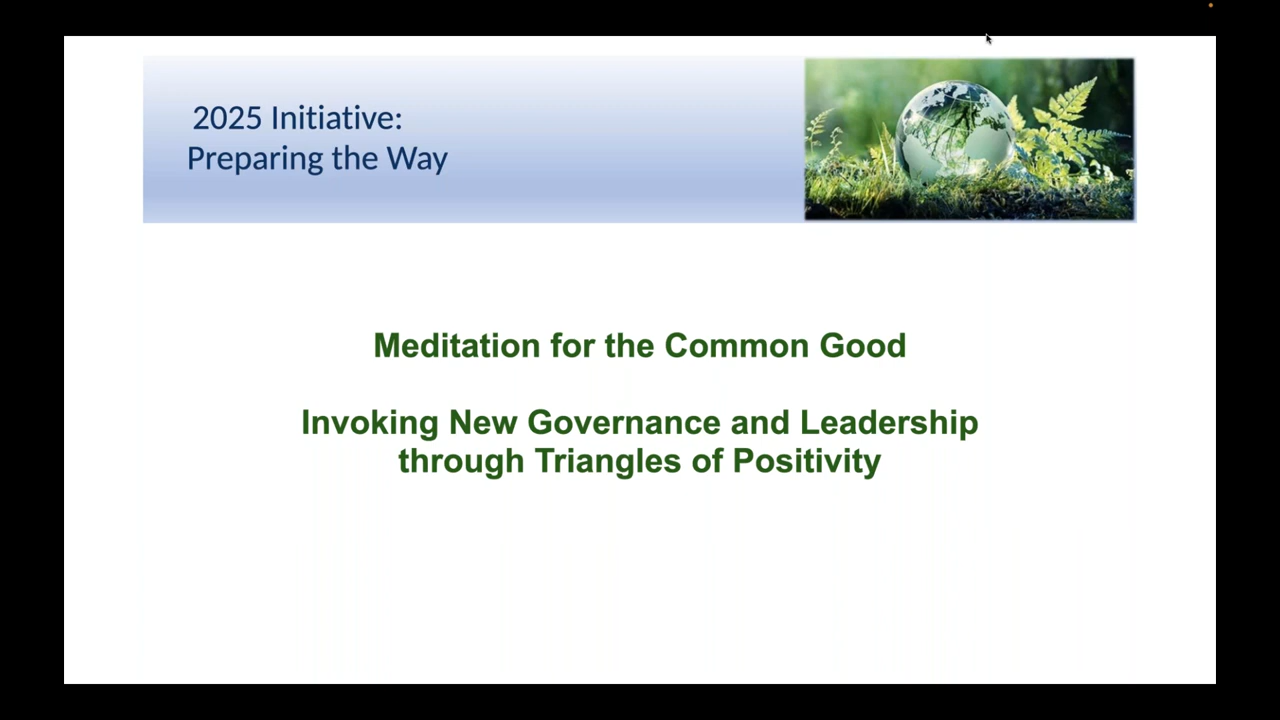 2025 Initiative:
Preparing the Way
Meditation for the Common Good
Invoking New Governance and Leadership
through Triangles of Positivity